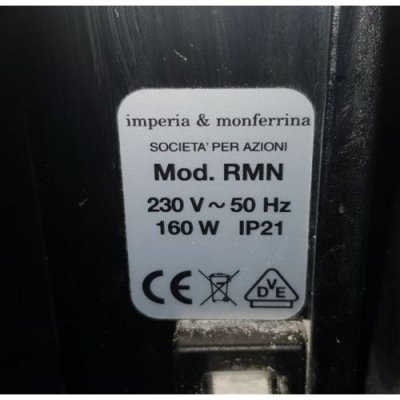 imperia & monferrina
SOCIETA' PER AZIONI
Mod. RMN
230 V ~ 50 Hz
160 W IP21
CE
DVE